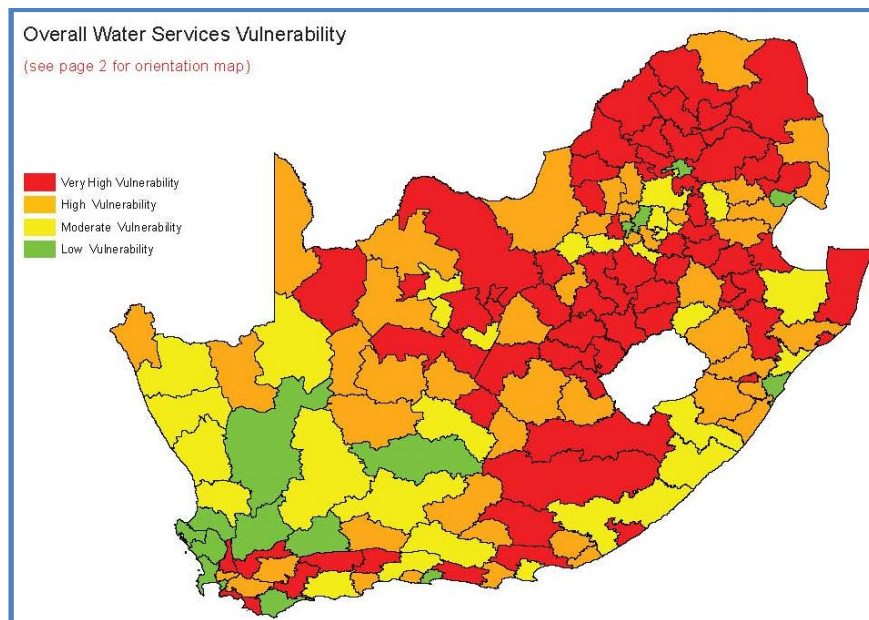 Overall Water Services Vulnerability
(see page 2 for orientation map)
Very High Vulnerability
High Vulnerability
Moderate Vulnerability
Low Vulnerability